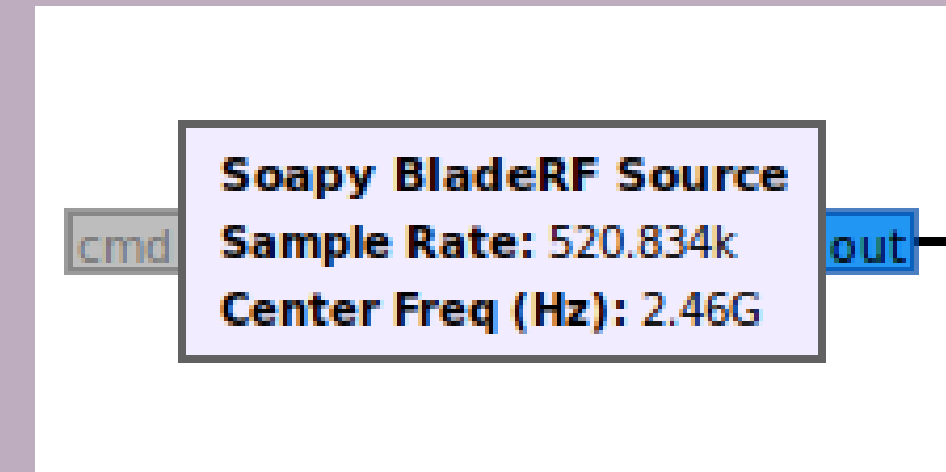 Soapy BladeRF Source
cmd
Sample Rate: 520.834k
out
Center Freq (Hz): 2.46G